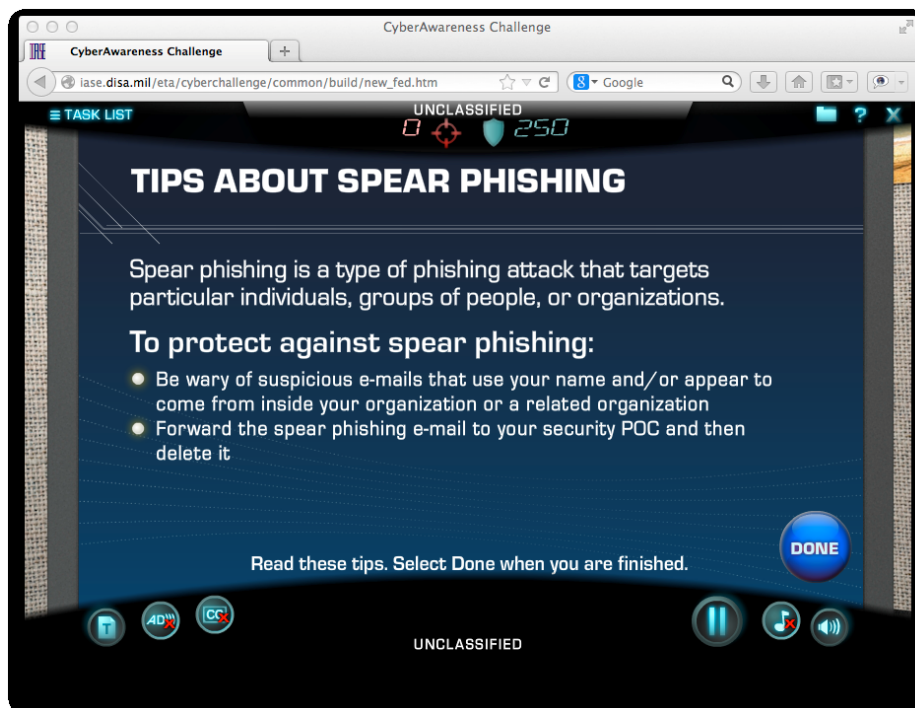 CyberAwareness Challenge
CyberAwareness Challenge
iase.disa.mil/eta/cyberchallenge/common/build/new_fed.htm
8 Google
TASK LIST
UNCLASSIFIED
?
X
0
250
TIPS ABOUT SPEAR PHISHING
Spear phishing is a type of phishing attack that targets
particular individuals, groups of people, or organizations.
To protect against spear phishing:
Be wary of suspicious e-mails that use your name and/or appear to
come from inside your organization or a related organization
Forward the spear phishing e-mail to your security POC and then
delete it
DONE
Read these tips. Select Done when you are finished.
T
AD
CC
UNCLASSIFIED